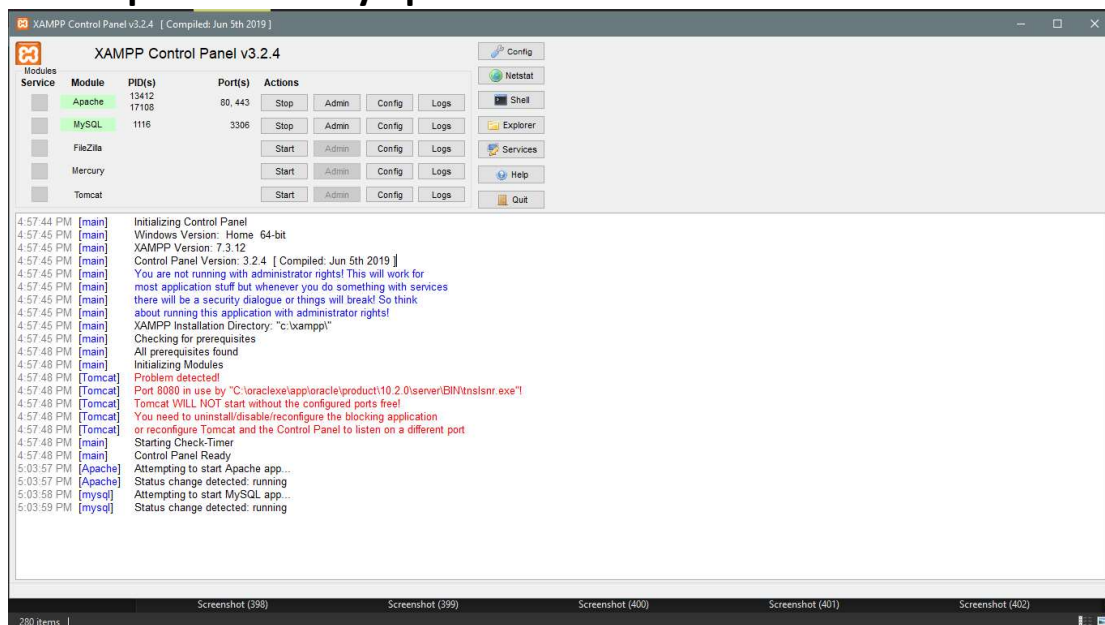 XAMPP Control Panel v3.2.4 [ Compiled: Jun 5th 2019 ]
XAMPP Control Panel v3.2.4
Config
Netstat
Shell
Explorer
Services
Help
Quit
Modules
Service Module PID(s) Port(s) Actions
Apache 13412 17108 80, 443 Stop Admin Config Logs
MySQL 1116 3306 Stop Admin Config Logs
FileZilla Start Admin Config Logs
Mercury Start Admin Config Logs
Tomcat Start Admin Config Logs
4:57:44 PM [main] Initializing Control Panel
4:57:45 PM [main] Windows Version: Home 64-bit
4:57:45 PM [main] XAMPP Version: 7.3.12
4:57:45 PM [main] Control Panel Version: 3.2.4 [ Compiled: Jun 5th 2019 ]
4:57:45 PM [main] You are not running with administrator rights! This will work for
4:57:45 PM [main] most application stuff but whenever you do something with services
4:57:45 PM [main] there will be a security dialogue or things will break! So think
4:57:45 PM [main] about running this application with administrator rights!
4:57:45 PM [main] XAMPP Installation Directory: "c:\xampp\"
4:57:45 PM [main] Checking for prerequisites
4:57:48 PM [main] All prerequisites found
4:57:48 PM [main] Initializing Modules
4:57:48 PM [Tomcat] Problem detected!
4:57:48 PM [Tomcat] Port 8080 in use by "C:\oraclexe\app\oracle\product\10.2.0\server\BIN\tnslsnr.exe"!
4:57:48 PM [Tomcat] Tomcat WILL NOT start without the configured ports free!
4:57:48 PM [Tomcat] You need to uninstall/disable/reconfigure the blocking application
4:57:48 PM [Tomcat] or reconfigure Tomcat and the Control Panel to listen on a different port
4:57:48 PM [main] Starting Check-Timer
4:57:48 PM [main] Control Panel Ready
5:03:57 PM [Apache] Attempting to start Apache app...
5:03:57 PM [Apache] Status change detected: running
5:03:58 PM [mysql] Attempting to start MySQL app...
5:03:59 PM [mysql] Status change detected: running
Screenshot (398) Screenshot (399) Screenshot (400) Screenshot (401) Screenshot (402)
280 items